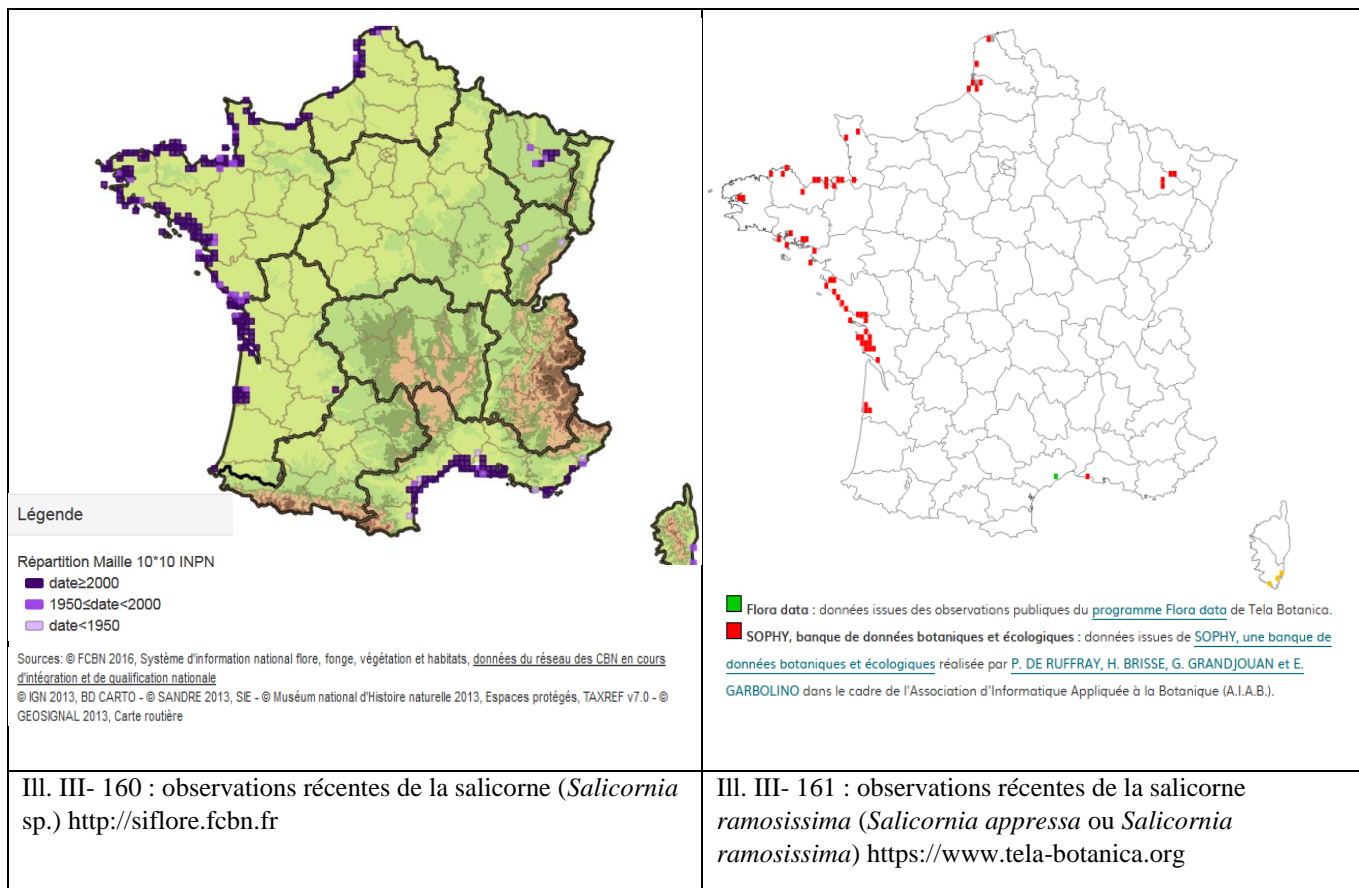 Légende
Répartition Maille 10*10 INPN
date≥2000
1950≤date<2000
date<1950
Sources: © FCBN 2016, Système d'information national flore, fonge, végétation et habitats, données du réseau des CBN en cours
d'intégration et de qualification nationale
© IGN 2013, BD CARTO - © SANDRE 2013, SIE - © Muséum national d'Histoire naturelle 2013, Espaces protégés, TAXREF v7.0 - ©
GEOSIGNAL 2013, Carte routière
Flora data : données issues des observations publiques du programme Flora data de Tela Botanica.
SOPHY, banque de données botaniques et écologiques : données issues de SOPHY, une banque de
données botaniques et écologiques réalisée par P. DE RUFFRAY, H. BRISSE, G. GRANDJOUAN et E.
GARBOLINO dans le cadre de l'Association d'Informatique Appliquée à la Botanique (A.I.A.B.).
Ill. III- 160 : observations récentes de la salicorne (Salicornia
sp.) http://siflore.fcbn.fr
Ill. III- 161 : observations récentes de la salicorne
ramosissima (Salicornia appressa ou Salicornia
ramosissima) https://www.tela-botanica.org